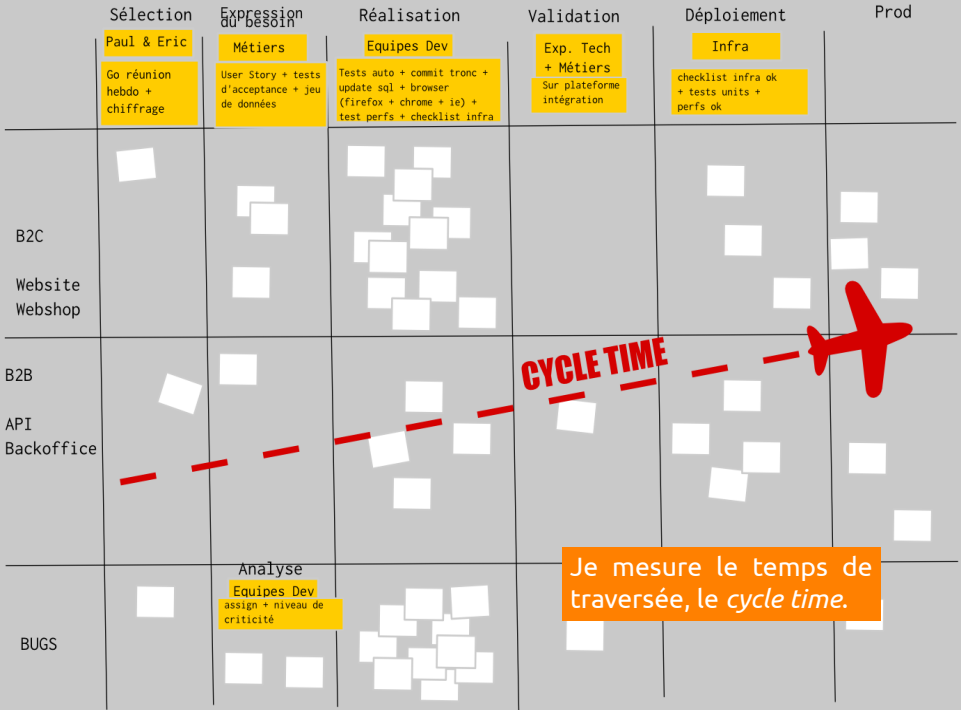 Sélection
Expression
du besoin
Réalisation
Validation
Déploiement
Prod
Paul & Eric
Métiers
Equipes Dev
Exp. Tech
+ Métiers
Infra
Go réunion
hebdo +
chiffrage
User Story + tests
d'acceptance + jeu
de données
Tests auto + commit tronc +
update sql + browser
(firefox + chrome + ie) +
test perfs + checklist infra
Sur plateforme
intégration
checklist infra ok
+ tests units +
perfs ok
B2C
Website
Webshop
CYCLE TIME
B2B
API
Backoffice
Analyse
Equipes Dev
assign + niveau de
criticité
Je mesure le temps de
traversée, le cycle time.
BUGS